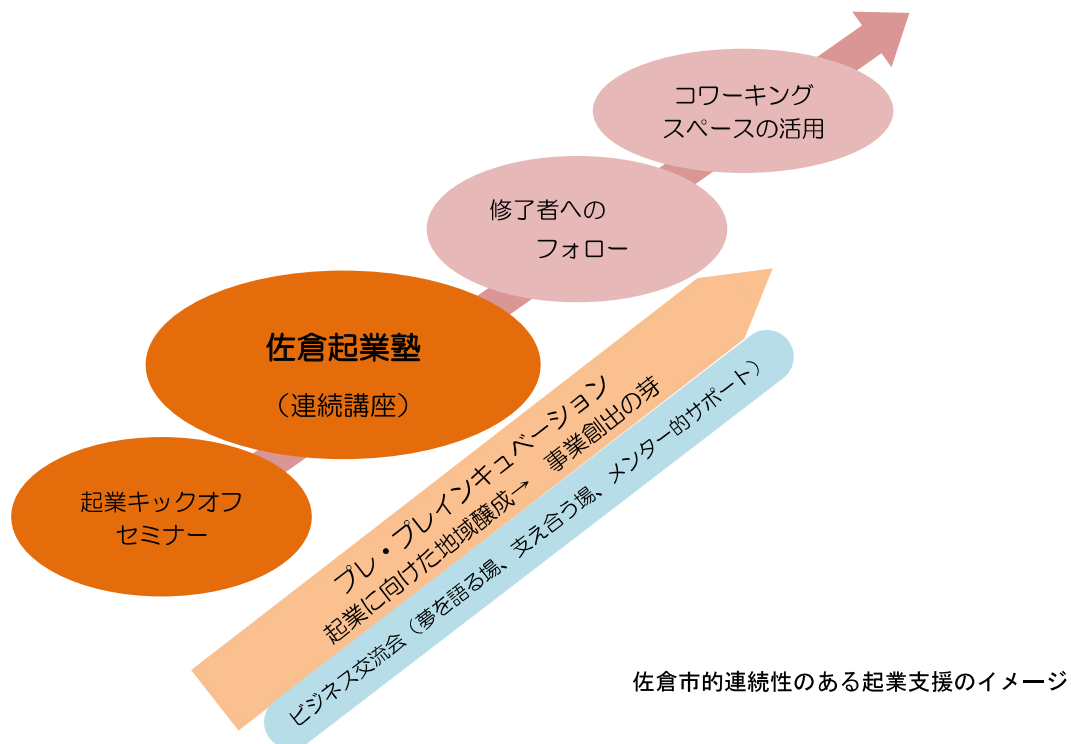 コワーキング
スペースの活用
修了者への
フォロー
佐倉起業塾
（連続講座）
起業キックオフ
セミナー
プレ・プレインキュベーション
起業に向けた地域醸成→　事業創出の芽
ビジネス交流会（夢を語る場、支え合う場、メンター的サポート）
佐倉市的連続性のある起業支援のイメージ